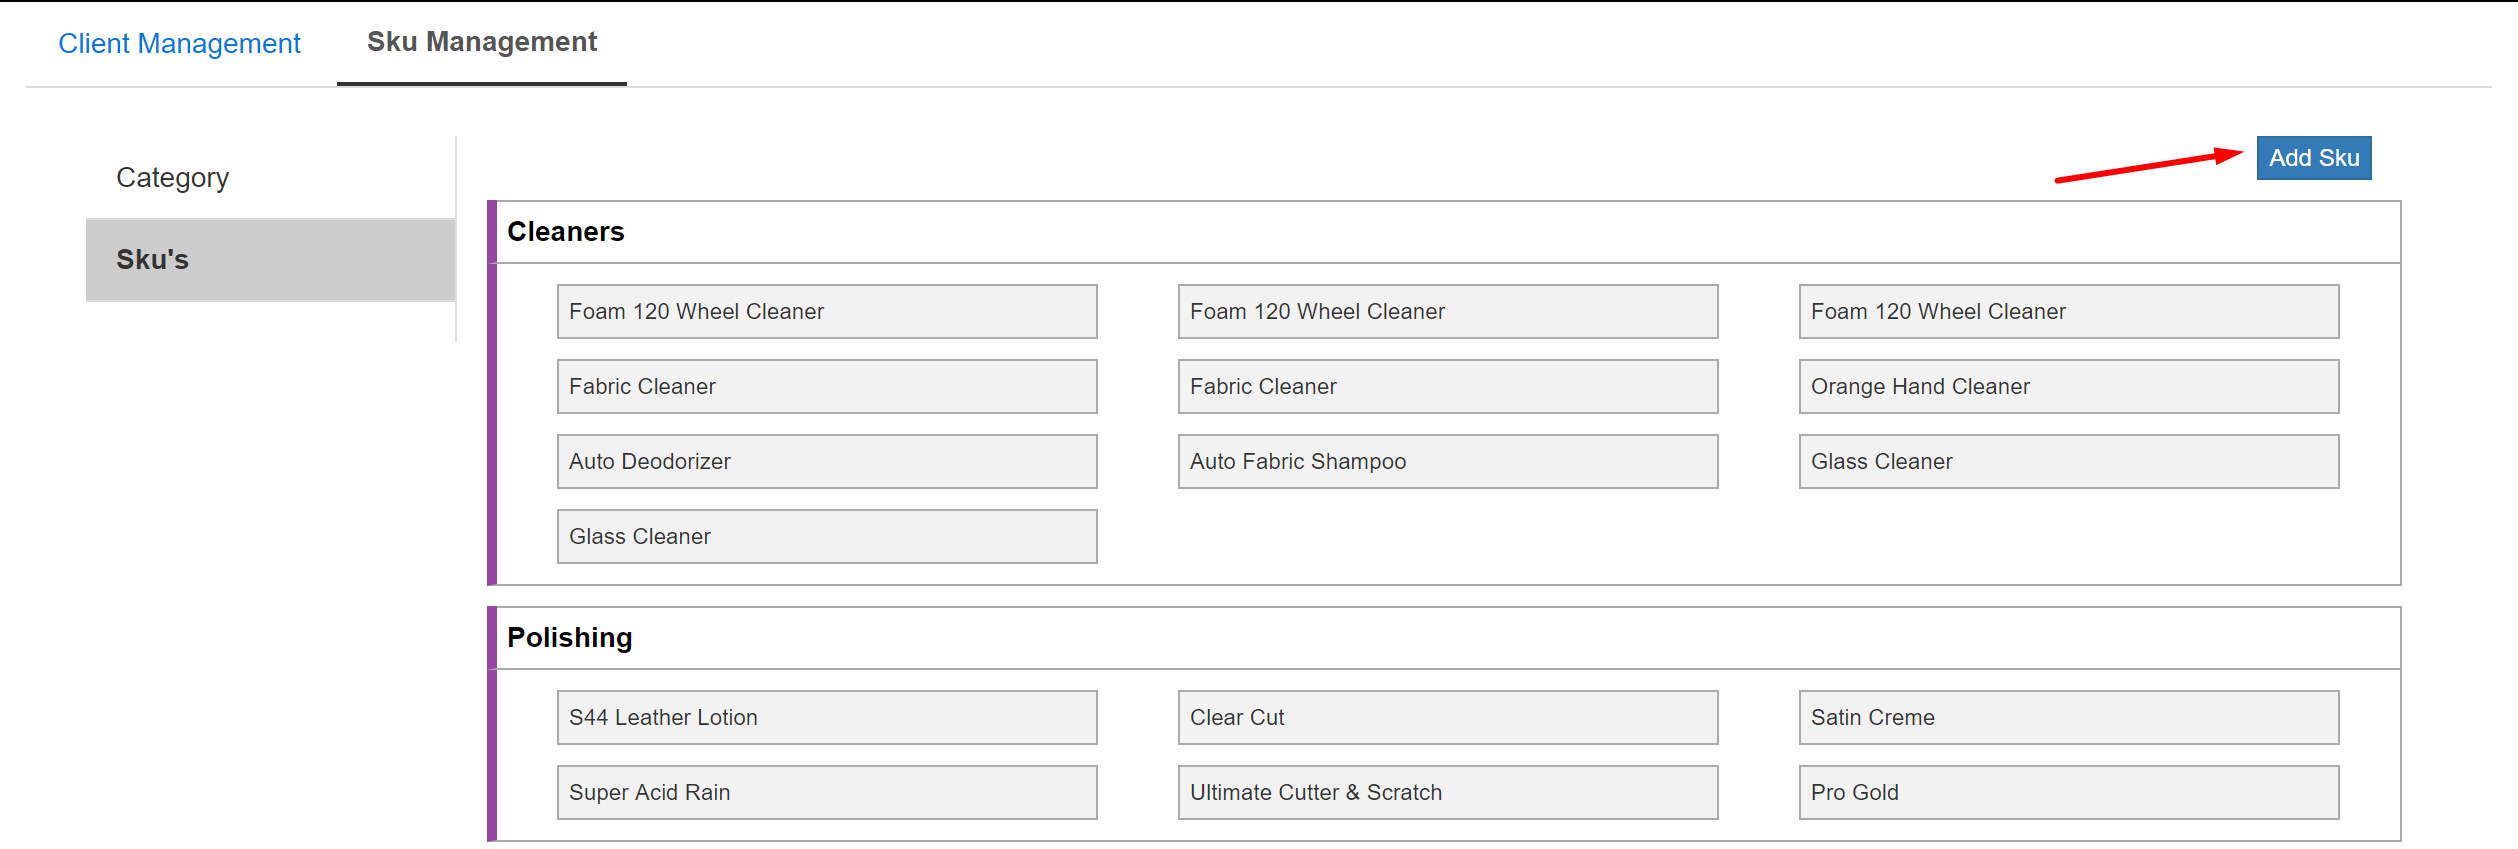 Client Management
Sku Management
Category
Sku's
Add Sku
Cleaners
Foam 120 Wheel Cleaner
Foam 120 Wheel Cleaner
Foam 120 Wheel Cleaner
Fabric Cleaner
Fabric Cleaner
Orange Hand Cleaner
Auto Deodorizer
Auto Fabric Shampoo
Glass Cleaner
Glass Cleaner
Polishing
S44 Leather Lotion
Clear Cut
Satin Creme
Super Acid Rain
Ultimate Cutter & Scratch
Pro Gold